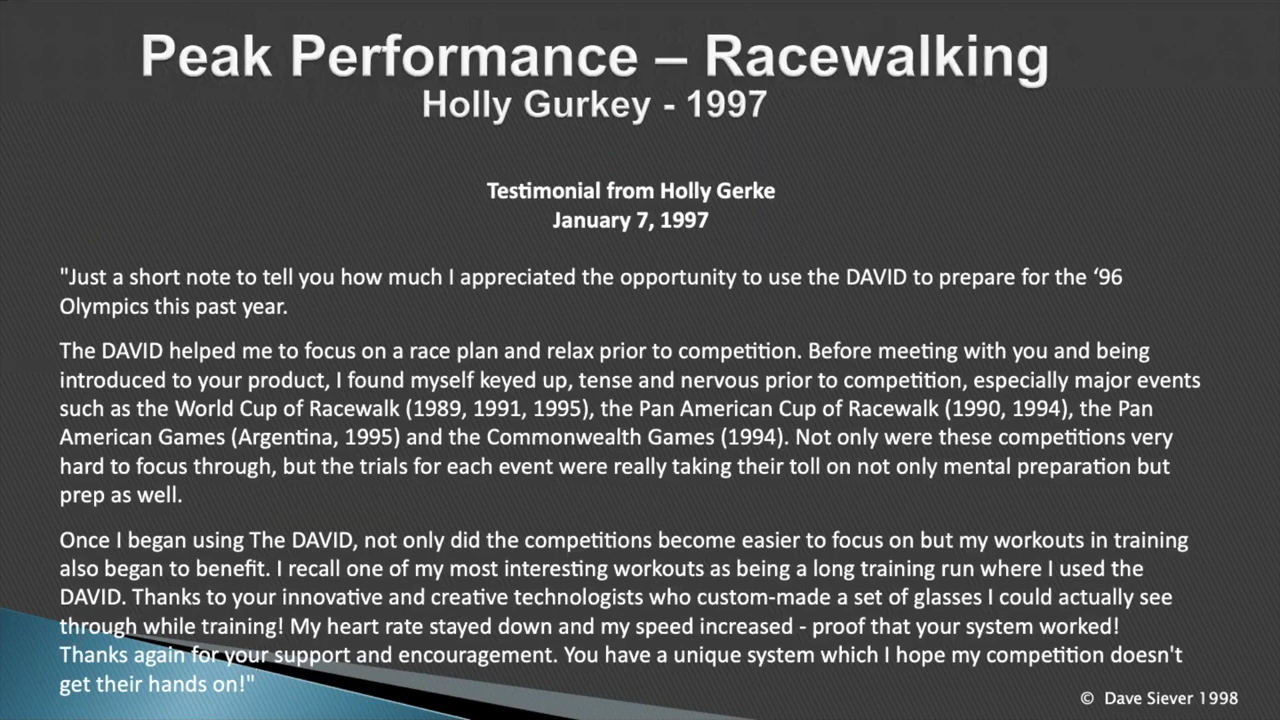 Peak Performance – Racewalking
Holly Gurkey - 1997
Testimonial from Holly Gerke
January 7, 1997
"Just a short note to tell you how much I appreciated the opportunity to use the DAVID to prepare for the ‘96
Olympics this past year.
The DAVID helped me to focus on a race plan and relax prior to competition. Before meeting with you and being
introduced to your product, I found myself keyed up, tense and nervous prior to competition, especially major events
such as the World Cup of Racewalk (1989, 1991, 1995), the Pan American Cup of Racewalk (1990, 1994), the Pan
American Games (Argentina, 1995) and the Commonwealth Games (1994). Not only were these competitions very
hard to focus through, but the trials for each event were really taking their toll on not only mental preparation but
prep as well.
Once I began using The DAVID, not only did the competitions become easier to focus on but my workouts in training
also began to benefit. I recall one of my most interesting workouts as being a long training run where I used the
DAVID. Thanks to your innovative and creative technologists who custom-made a set of glasses I could actually see
through while training! My heart rate stayed down and my speed increased - proof that your system worked!
Thanks again for your support and encouragement. You have a unique system which I hope my competition doesn't
get their hands on!"
© Dave Siever 1998